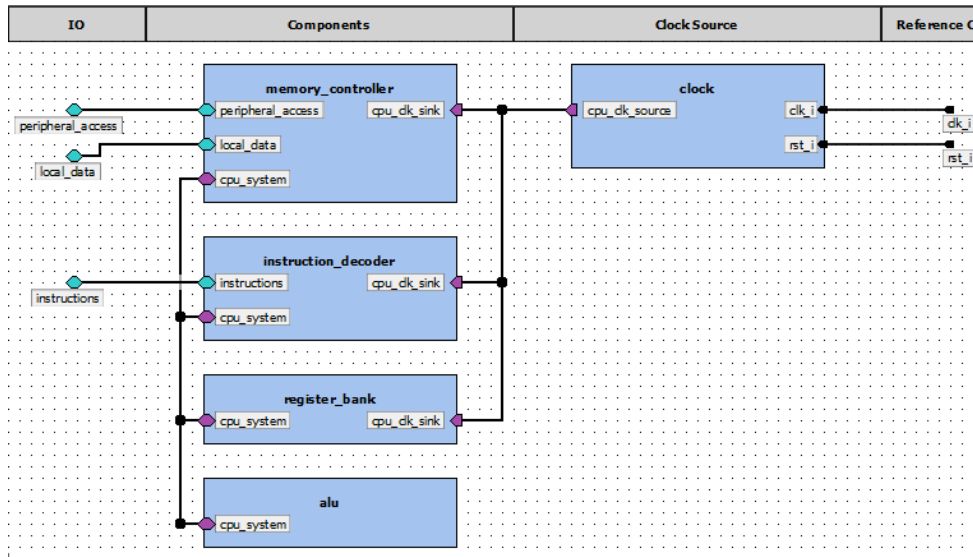 IO Components Clock Source Reference C
memory_controller clock
peripheral_access cpu_clk_sink cpu_clk_source clk_i
peripheral_access clk_i
local_data rst_i
local_data rst_i
cpu_system
instruction_decoder
instructions cpu_clk_sink
instructions
cpu_system
register_bank
cpu_system cpu_clk_sink
alu
cpu_system